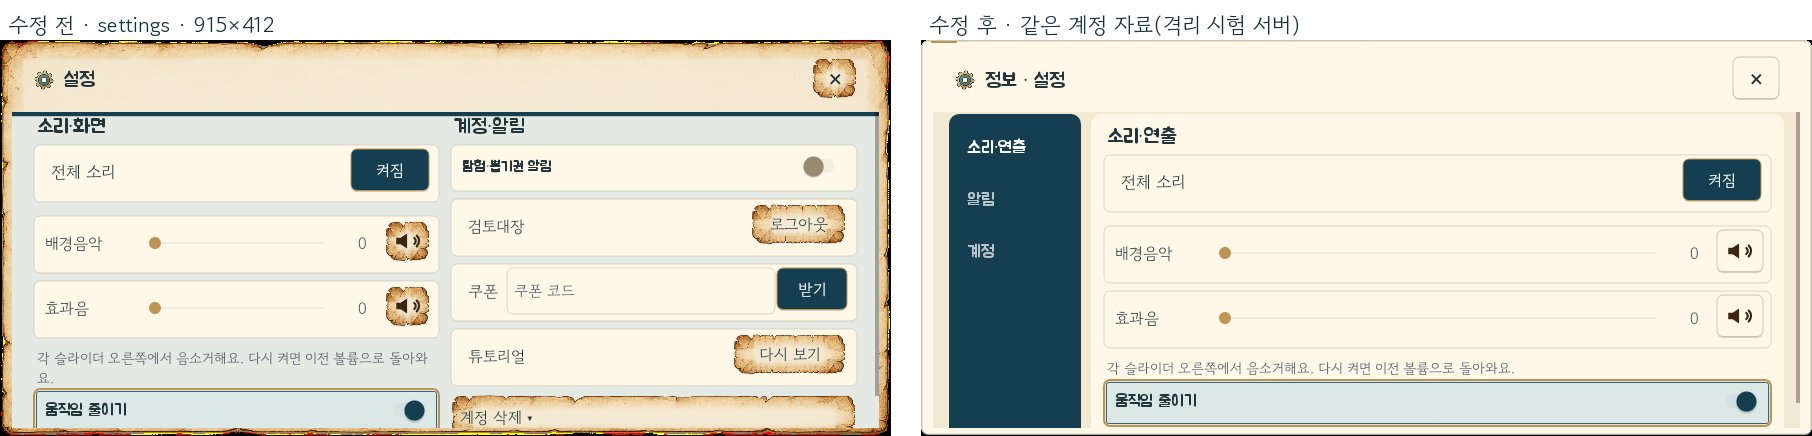 수정 전 · settings · 915×412
설정
×
소리·화면
전체 소리
켜짐
배경음악
0
효과음
0
각 슬라이더 오른쪽에서 음소거해요. 다시 켜면 이전 볼륨으로 돌아와
요.
움직임 줄이기
계정·알림
탐험·뽑기권 알림
검토대장
로그아웃
쿠폰
쿠폰 코드
받기
튜토리얼
다시 보기
계정 삭제 ▾
수정 후 · 같은 계정 자료(격리 시험 서버)
정보 · 설정
×
소리·연출
알림
계정
소리·연출
전체 소리
켜짐
배경음악
0
효과음
0
각 슬라이더 오른쪽에서 음소거해요. 다시 켜면 이전 볼륨으로 돌아와요.
움직임 줄이기